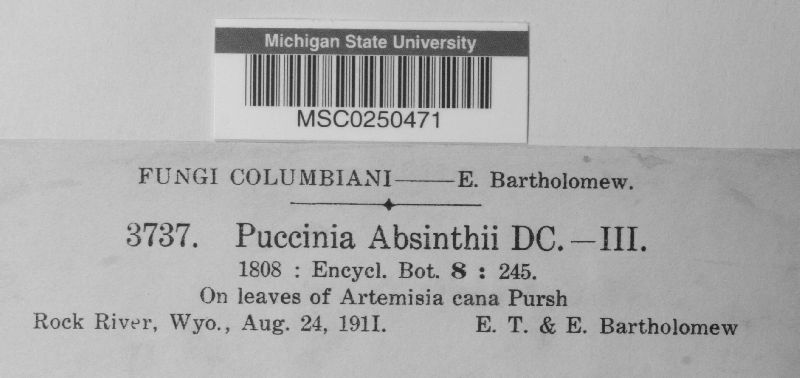 Michigan State University
MSC0250471
FUNGI COLUMBIANI——E. Bartholomew.
3737. Puccinia Absinthii DC.—III.
1808 : Encycl. Bot. 8 : 245.
On leaves of Artemisia cana Pursh
Rock River, Wyo., Aug. 24, 1911. E. T. & E. Bartholomew